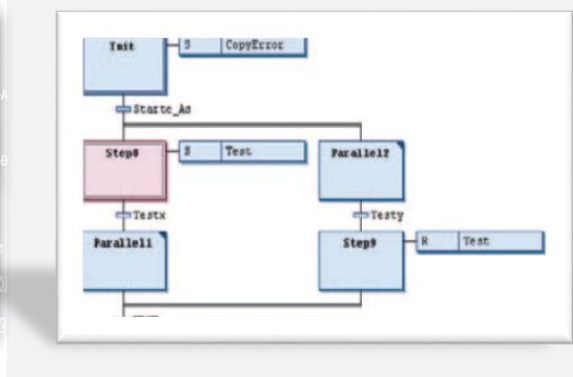 Init
S CopyError
Starte_As
Step8
S Test
Parallel2
Testx
Testy
Parallel1
Step9
R Test